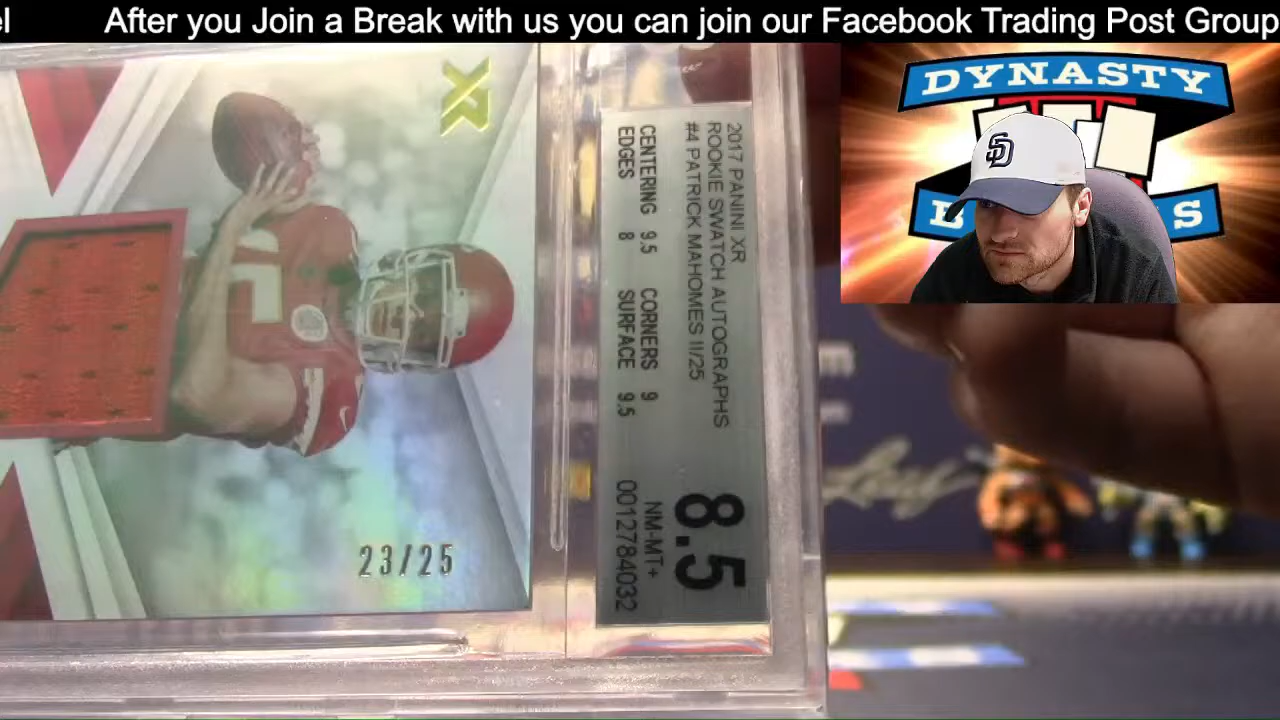 After you Join a Break with us you can join our Facebook Trading Post Group
DYNASTY
SD
XR
23/25
2017 PANINI XR
ROOKIE SWATCH AUTOGRAPHS
#4 PATRICK MAHOMES II/25
CENTERING 9.5 CORNERS 9
EDGES 8 SURFACE 9.5
8.5
NM-MT+
0012784032
Leaf